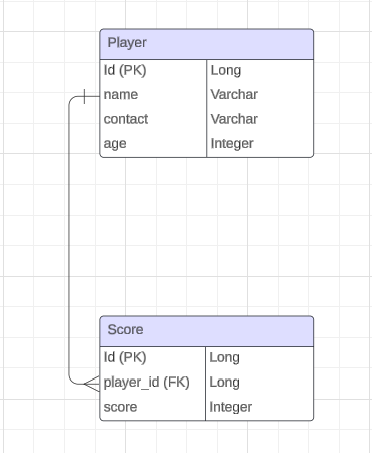 Player
Id (PK) Long
name Varchar
contact Varchar
age Integer
Score
Id (PK) Long
player_id (FK) Long
score Integer